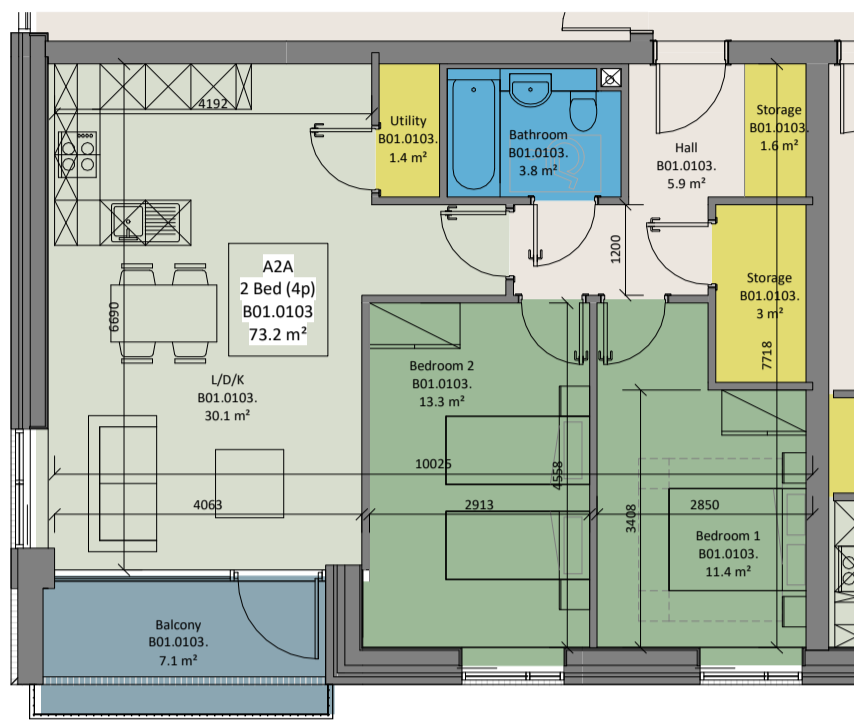 4192
Utility
B01.0103.
1.4 m²
Bathroom
B01.0103.
3.8 m²
Hall
B01.0103.
5.9 m²
Storage
B01.0103.
1.6 m²
1200
Storage
B01.0103.
3 m²
7718
A2A
2 Bed (4p)
B01.0103
73.2 m²
6690
L/D/K
B01.0103.
30.1 m²
Bedroom 2
B01.0103.
13.3 m²
10025
4558
4063
2913
2850
3408
Bedroom 1
B01.0103.
11.4 m²
Balcony
B01.0103.
7.1 m²